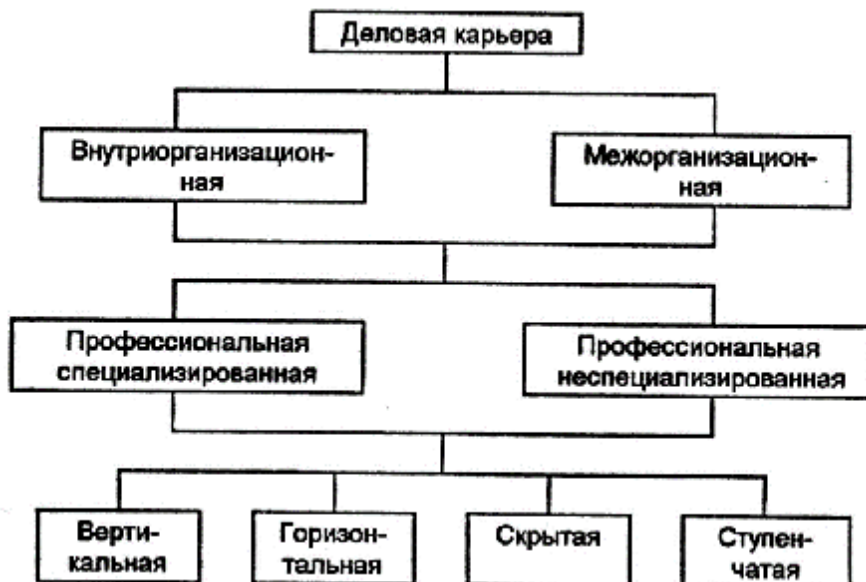 Деловая карьера
Внутриорганизацион-
ная
Межорганизацион-
ная
Профессиональная
специализированная
Профессиональная
неспециализированная
Верти-
кальная
Горизон-
тальная
Скрытая
Ступен-
чатая